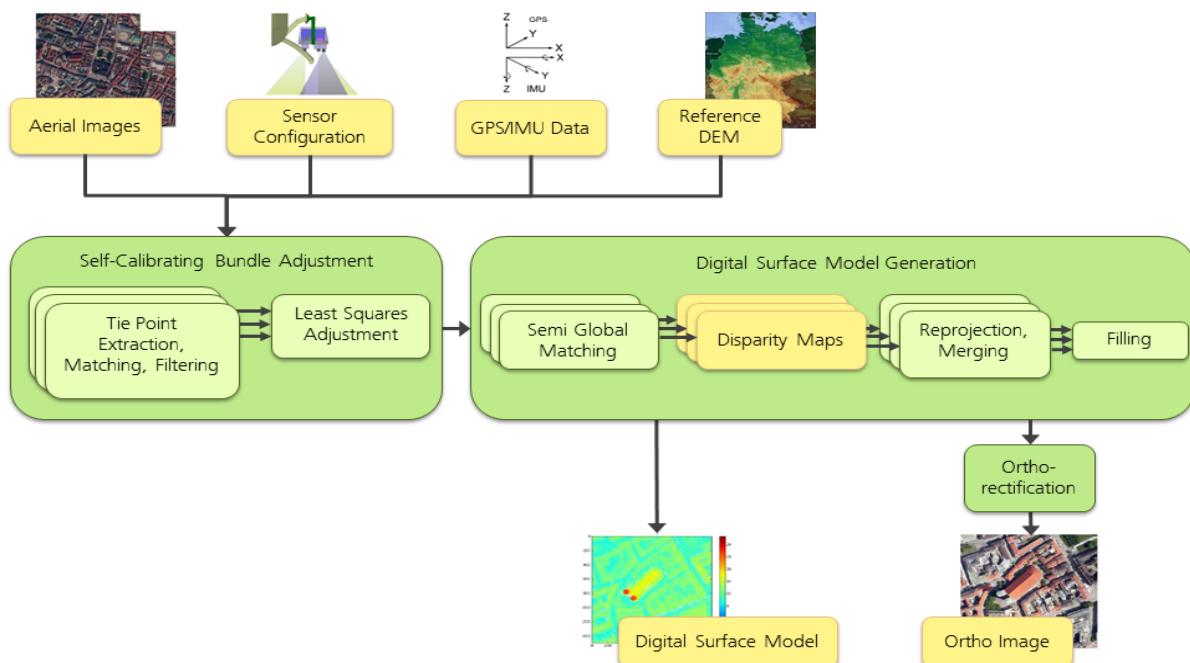 Z
GPS
Y
X
X
Y
Z
IMU
Aerial Images
Sensor
Configuration
GPS/IMU Data
Reference
DEM
Self-Calibrating Bundle Adjustment
Tie Point
Extraction,
Matching, Filtering
Least Squares
Adjustment
Digital Surface Model Generation
Semi Global
Matching
Disparity Maps
Reprojection,
Merging
Filling
Ortho-
rectification
Digital Surface Model
Ortho Image